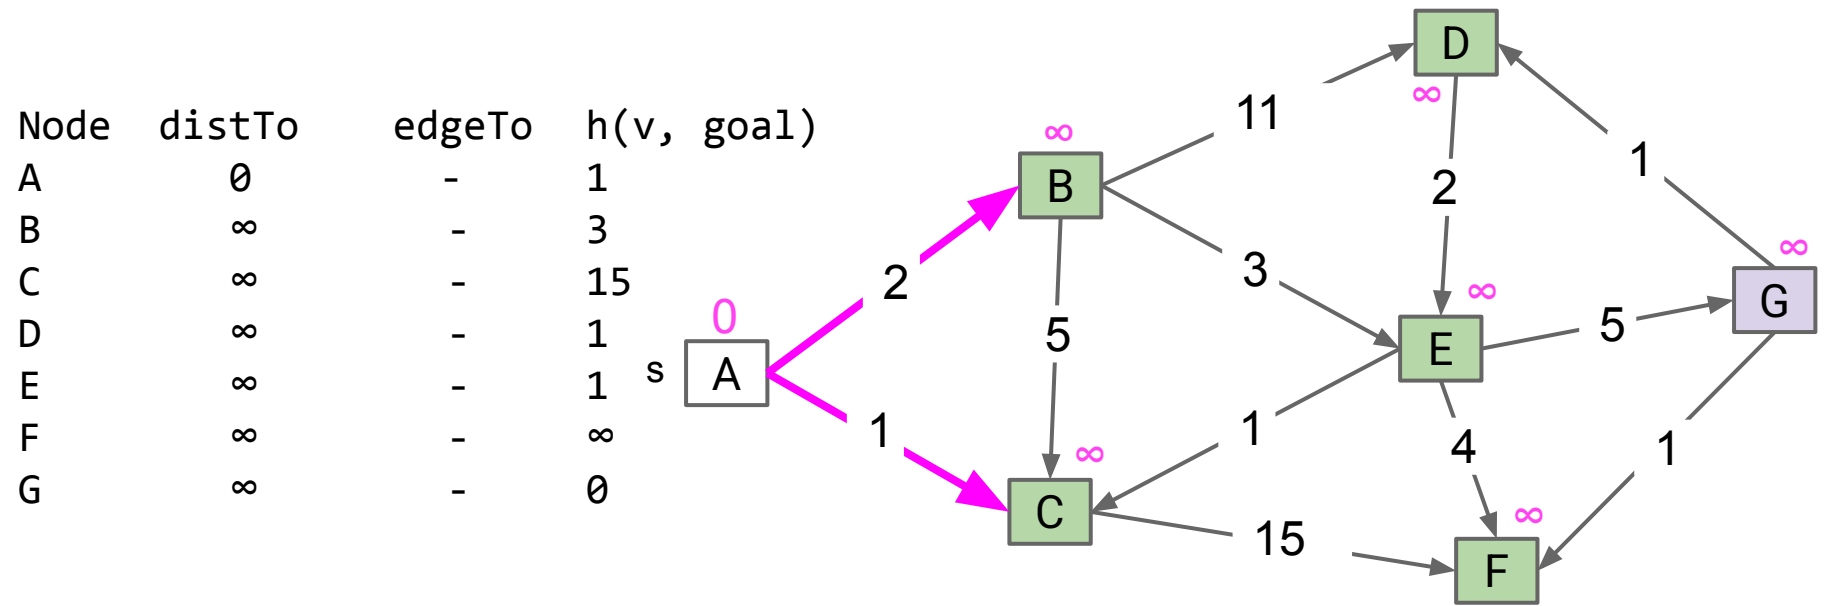 Node distTo edgeTo h(v, goal)
A 0 - 1
B ∞ - 3
C ∞ - 15
D ∞ - 1
E ∞ - 1
F ∞ - ∞
G ∞ - 0
D
∞
11
∞
B
1
2
∞
3
∞
G
2
0
5
E
5
s
A
1
1
4
1
∞
C
∞
15
F